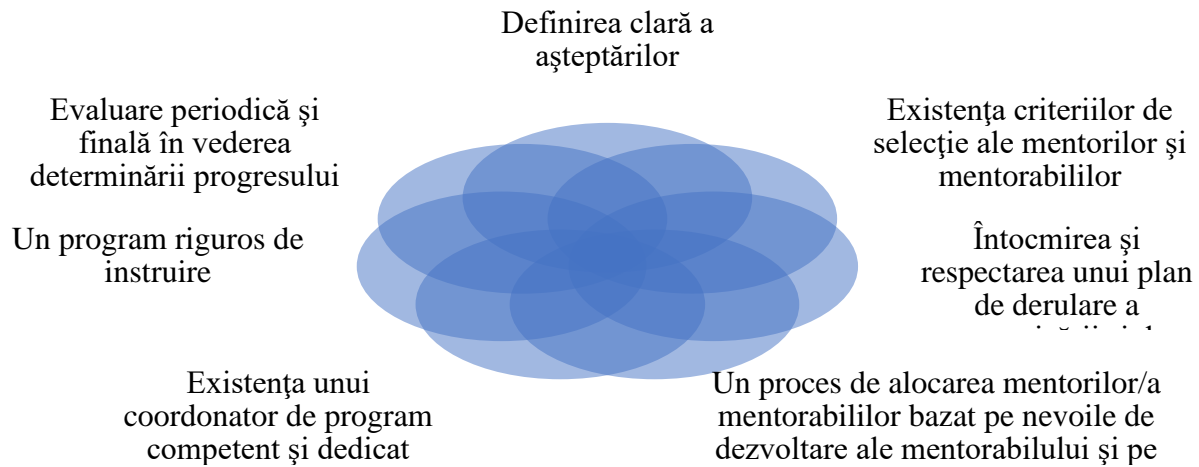 Definirea clară a
aşteptărilor
Existenţa criteriilor de
selecţie ale mentorilor şi
mentorabililor
Întocmirea şi
respectarea unui plan
de derulare a
Un proces de alocarea mentorilor/a
mentorabililor bazat pe nevoile de
dezvoltare ale mentorabilului şi pe
Existenţa unui
coordonator de program
competent şi dedicat
Un program riguros de
instruire
Evaluare periodică şi
finală în vederea
determinării progresului